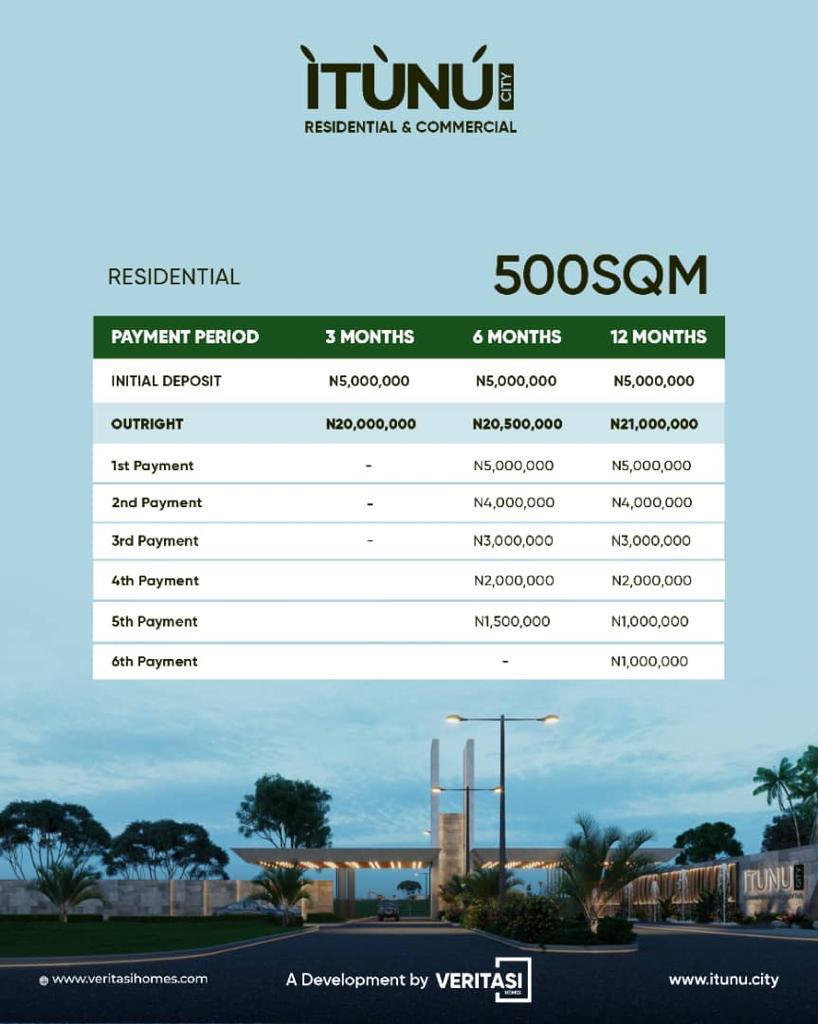 ÌTÙNÚ CITY
RESIDENTIAL & COMMERCIAL
RESIDENTIAL 500SQM
PAYMENT PERIOD 3 MONTHS 6 MONTHS 12 MONTHS
INITIAL DEPOSIT N5,000,000 N5,000,000 N5,000,000
OUTRIGHT N20,000,000 N20,500,000 N21,000,000
1st Payment - N5,000,000 N5,000,000
2nd Payment - N4,000,000 N4,000,000
3rd Payment - N3,000,000 N3,000,000
4th Payment N2,000,000 N2,000,000
5th Payment N1,500,000 N1,000,000
6th Payment - N1,000,000
ITUNU CITY
www.veritasihomes.com A Development by VERITASI HOMES www.itunu.city